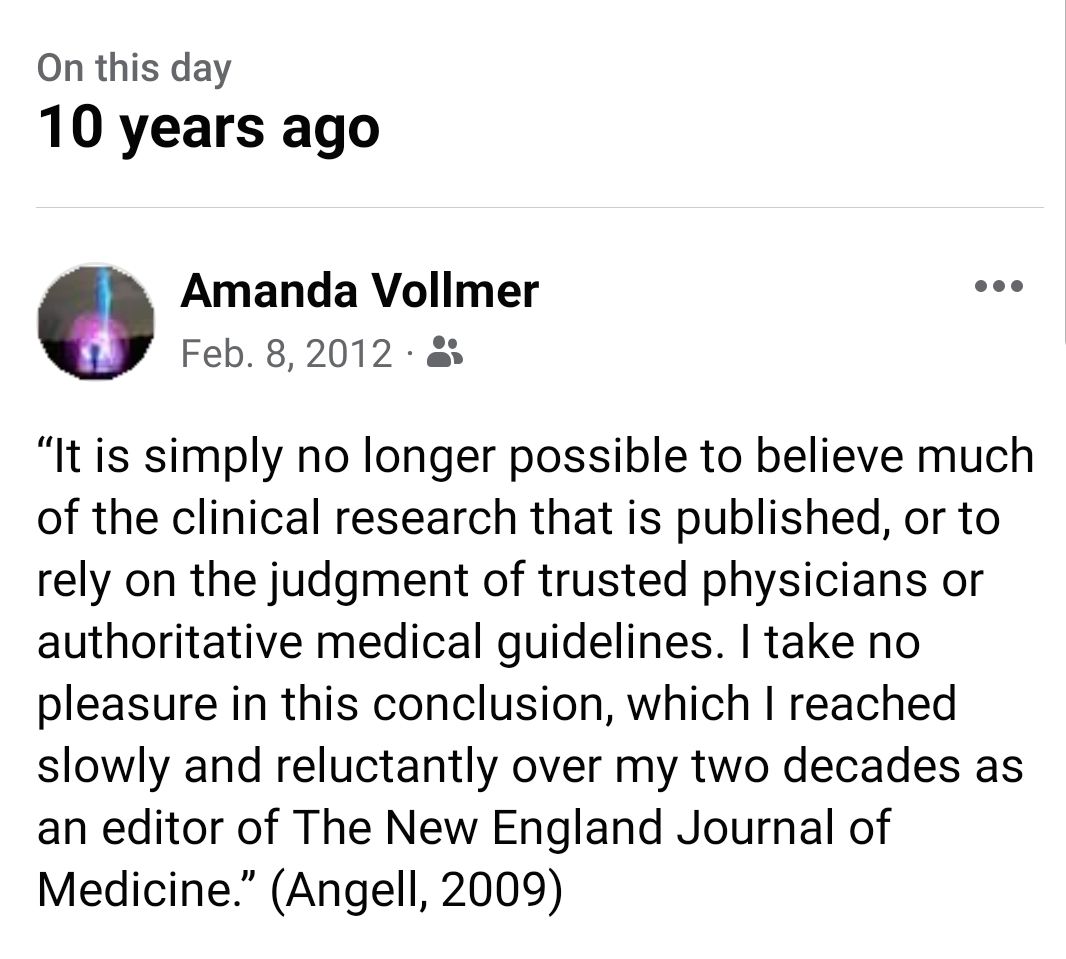 On this day
10 years ago
Amanda Vollmer
Feb. 8, 2012 ·
“It is simply no longer possible to believe much
of the clinical research that is published, or to
rely on the judgment of trusted physicians or
authoritative medical guidelines. I take no
pleasure in this conclusion, which I reached
slowly and reluctantly over my two decades as
an editor of The New England Journal of
Medicine.” (Angell, 2009)